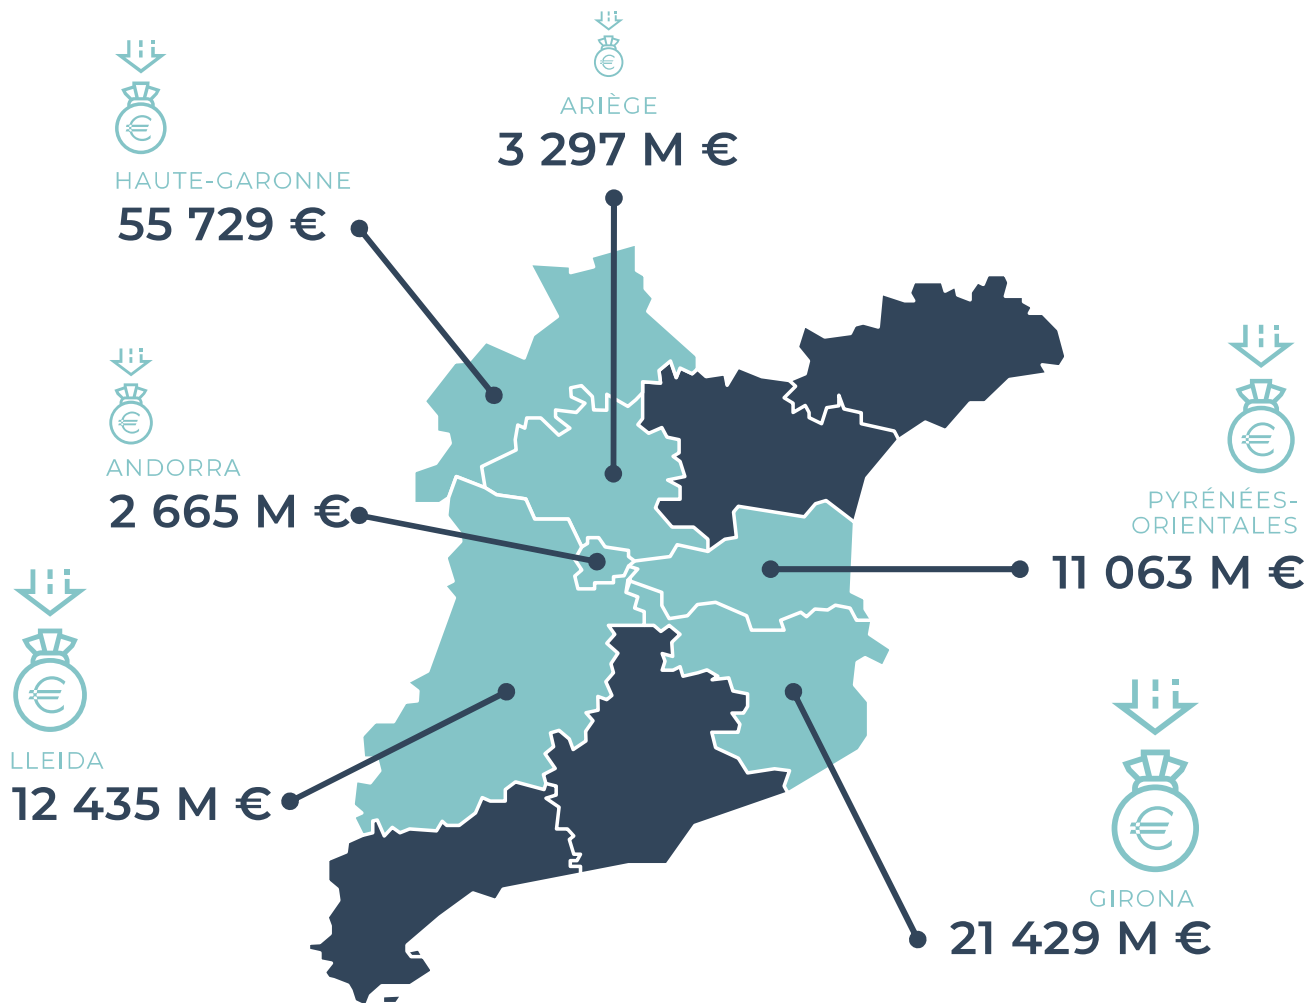 ARIÈGE
3 297 M €
HAUTE-GARONNE
55 729 €
ANDORRA
2 665 M €
PYRÉNÉES-
ORIENTALES
11 063 M €
LLEIDA
12 435 M €
GIRONA
21 429 M €